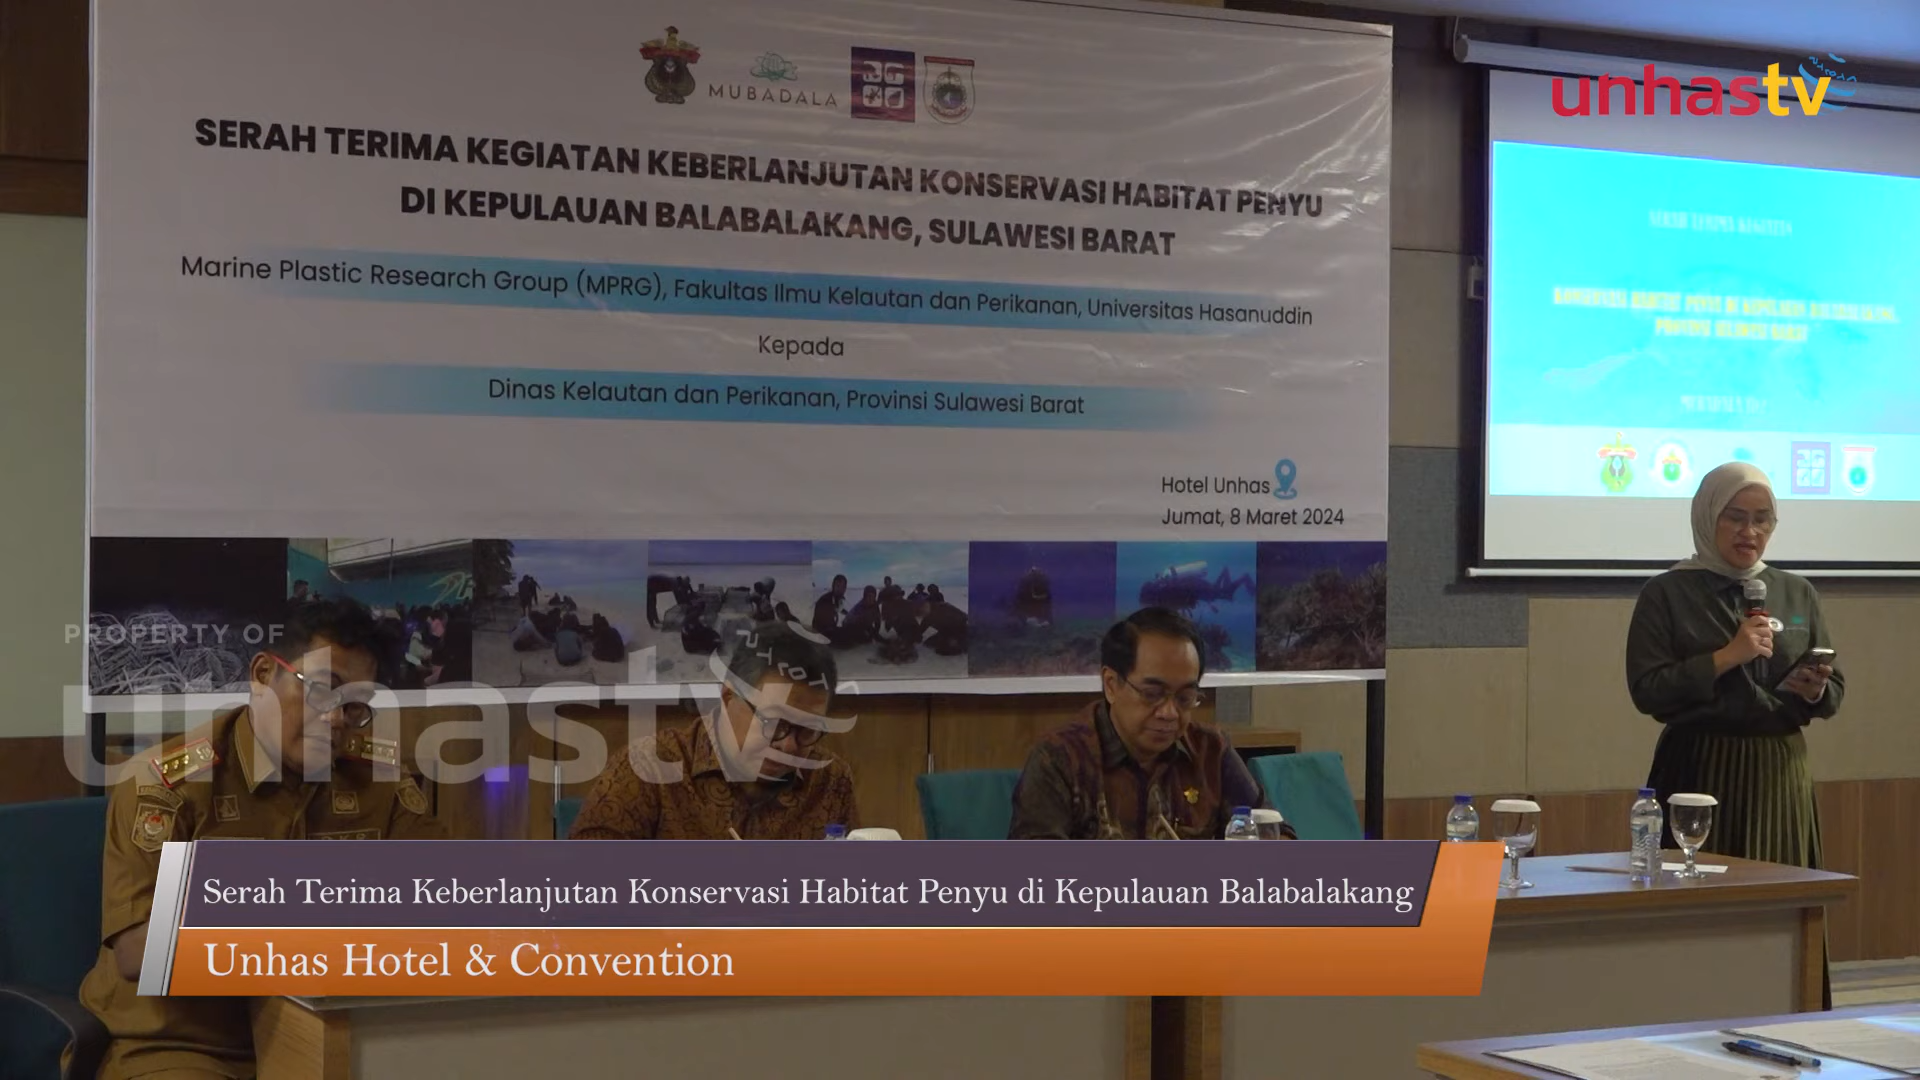 unhastv
MUBADALA
SERAH TERIMA KEGIATAN KEBERLANJUTAN KONSERVASI HABITAT PENYU
DI KEPULAUAN BALABALAKANG, SULAWESI BARAT
Marine Plastic Research Group (MPRG), Fakultas Ilmu Kelautan dan Perikanan, Universitas Hasanuddin
Kepada
Dinas Kelautan dan Perikanan, Provinsi Sulawesi Barat
Hotel Unhas
Jumat, 8 Maret 2024
PROPERTY OF
unhastv
Serah Terima Keberlanjutan Konservasi Habitat Penyu di Kepulauan Balabalakang
Unhas Hotel & Convention